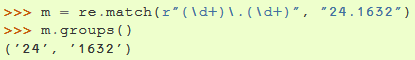 >>> m = re.match(r"(\d+)\.(\d+)", "24.1632")
>>> m.groups()
('24', '1632')